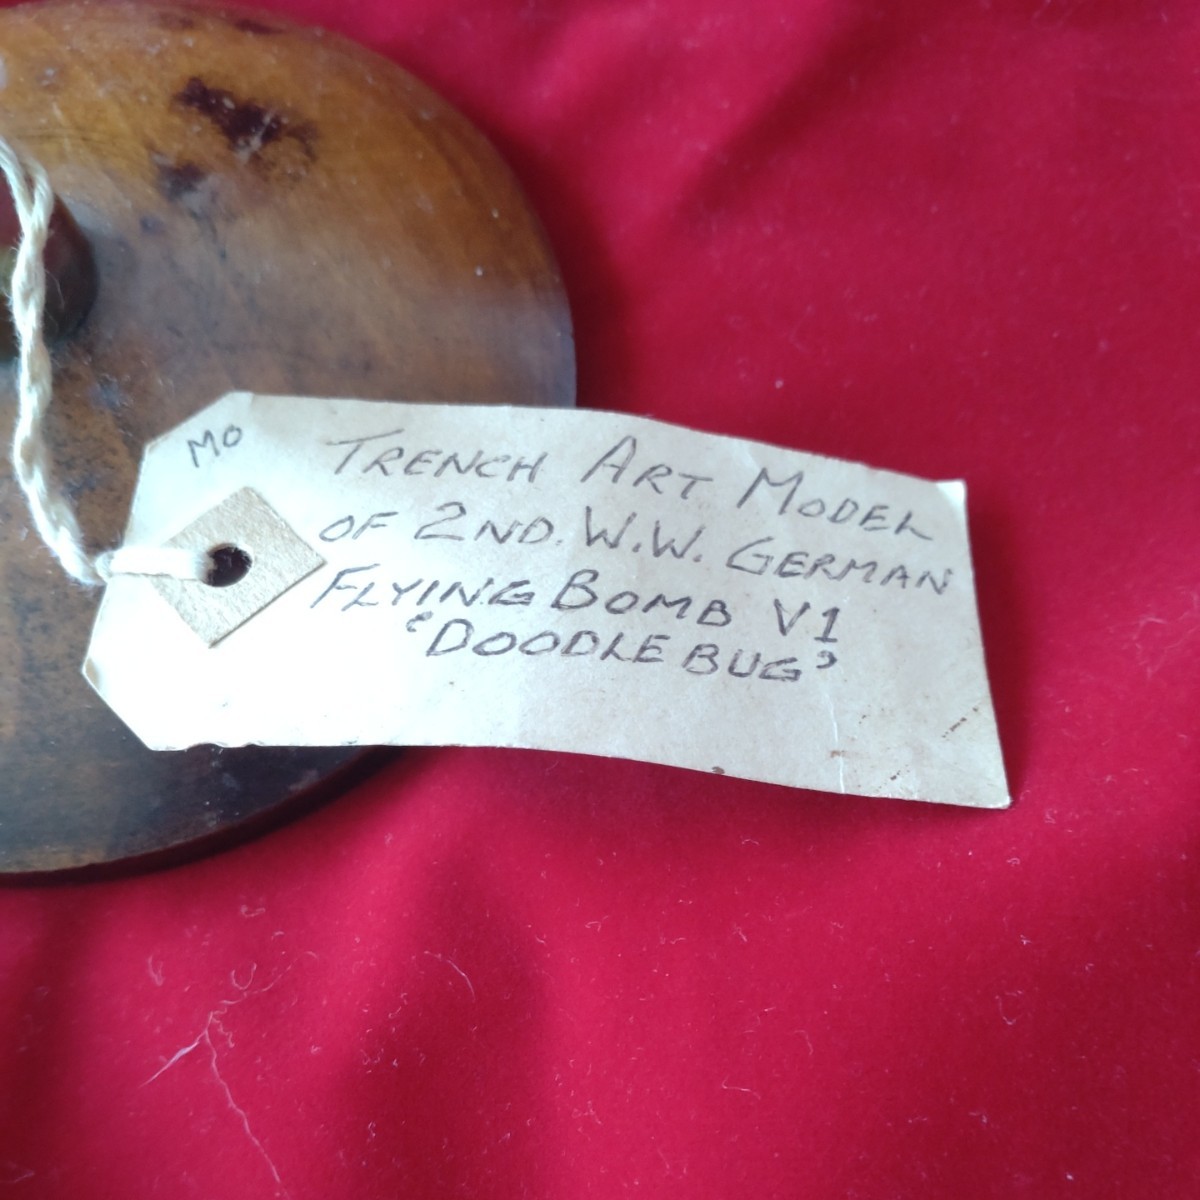 MO
TRENCH ART MODEL
OF 2ND. W.W. GERMAN
FLYING BOMB V1
'DOODLE BUG'